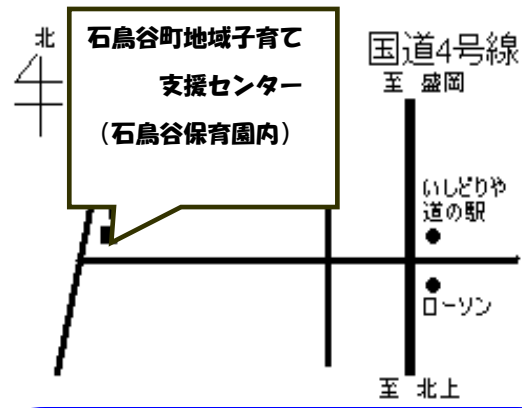 北
石鳥谷町地域子育て
支援センター
（石鳥谷保育園内）
国道4号線
至 盛岡
いしどりや
道の駅
ローソン
至 北上